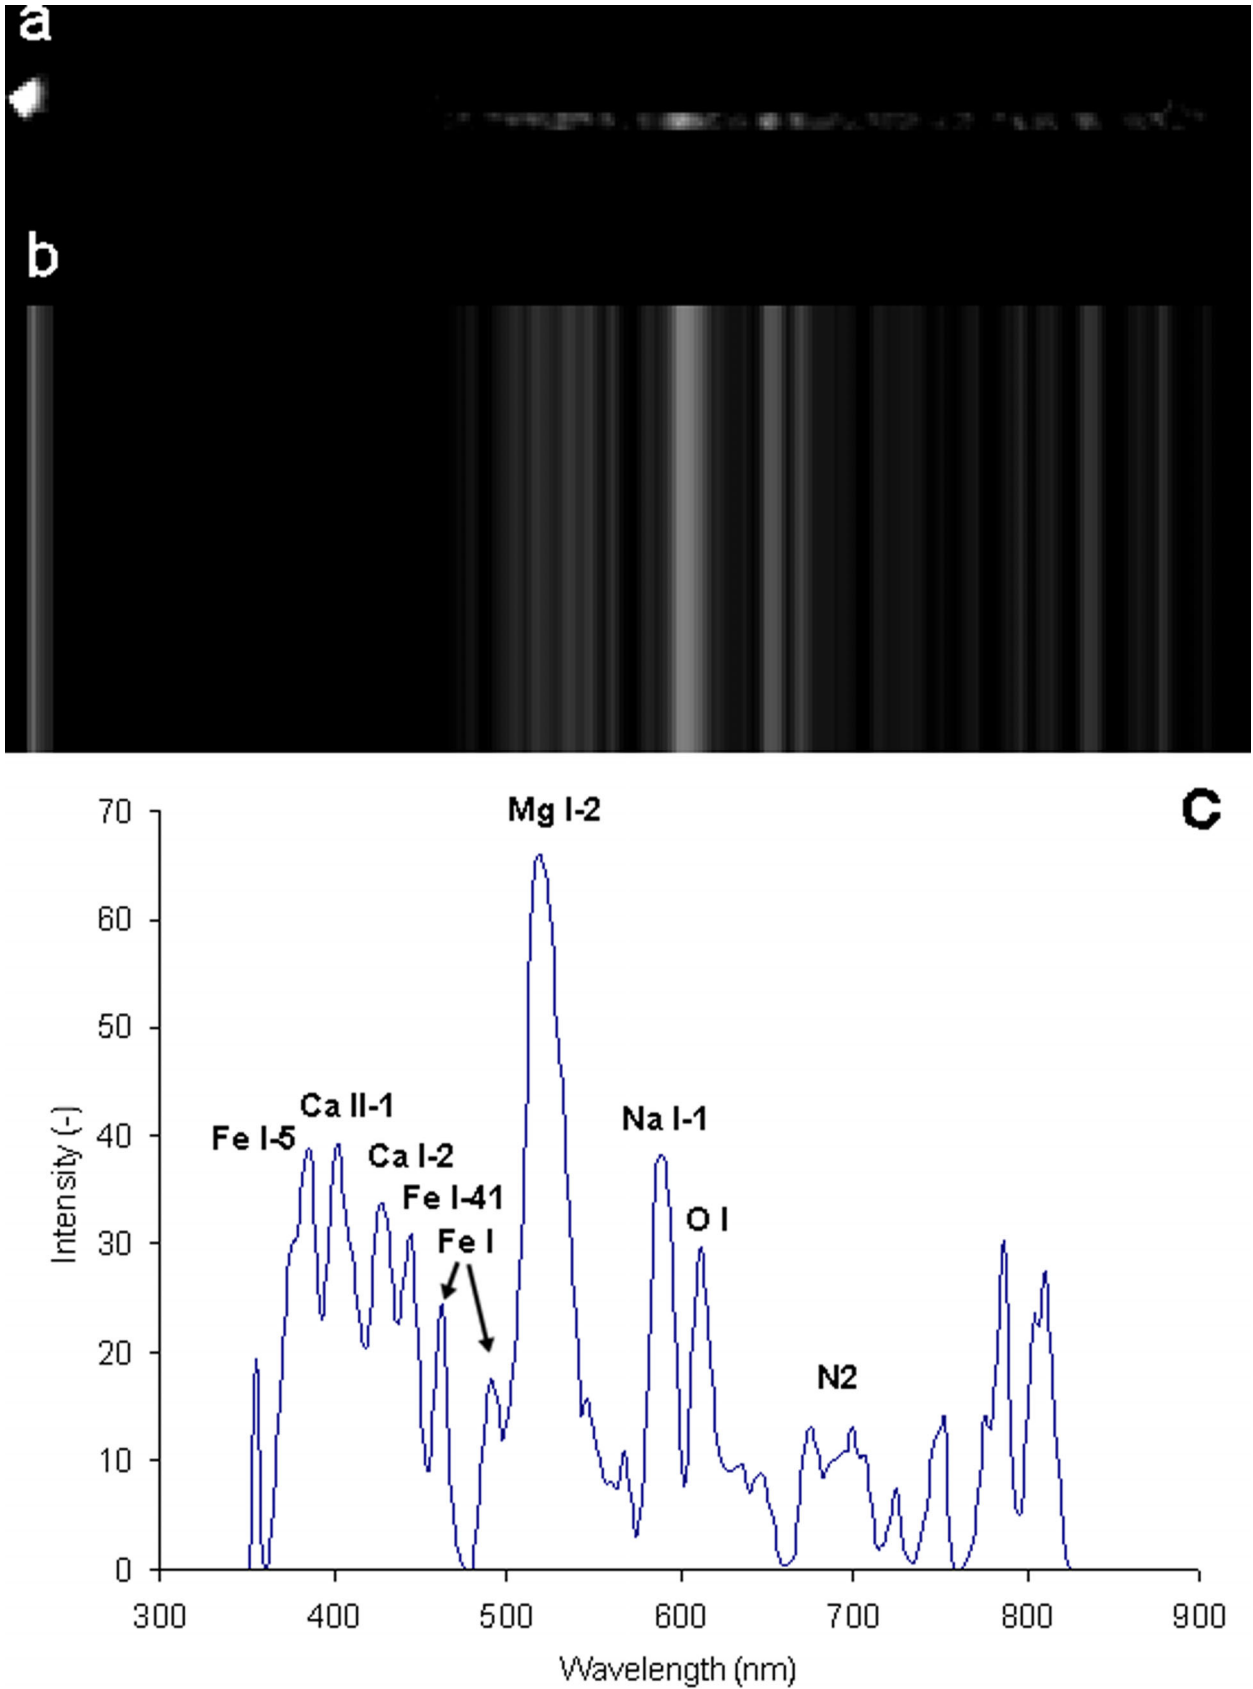 a
b
c
Mg I-2
70
60
50
40
30
20
10
0
Intensity (-)
Ca II-1
Fe I-5
Ca I-2
Fe I-41
Fe I
Na I-1
O I
N2
300 400 500 600 700 800 900
Wavelength (nm)